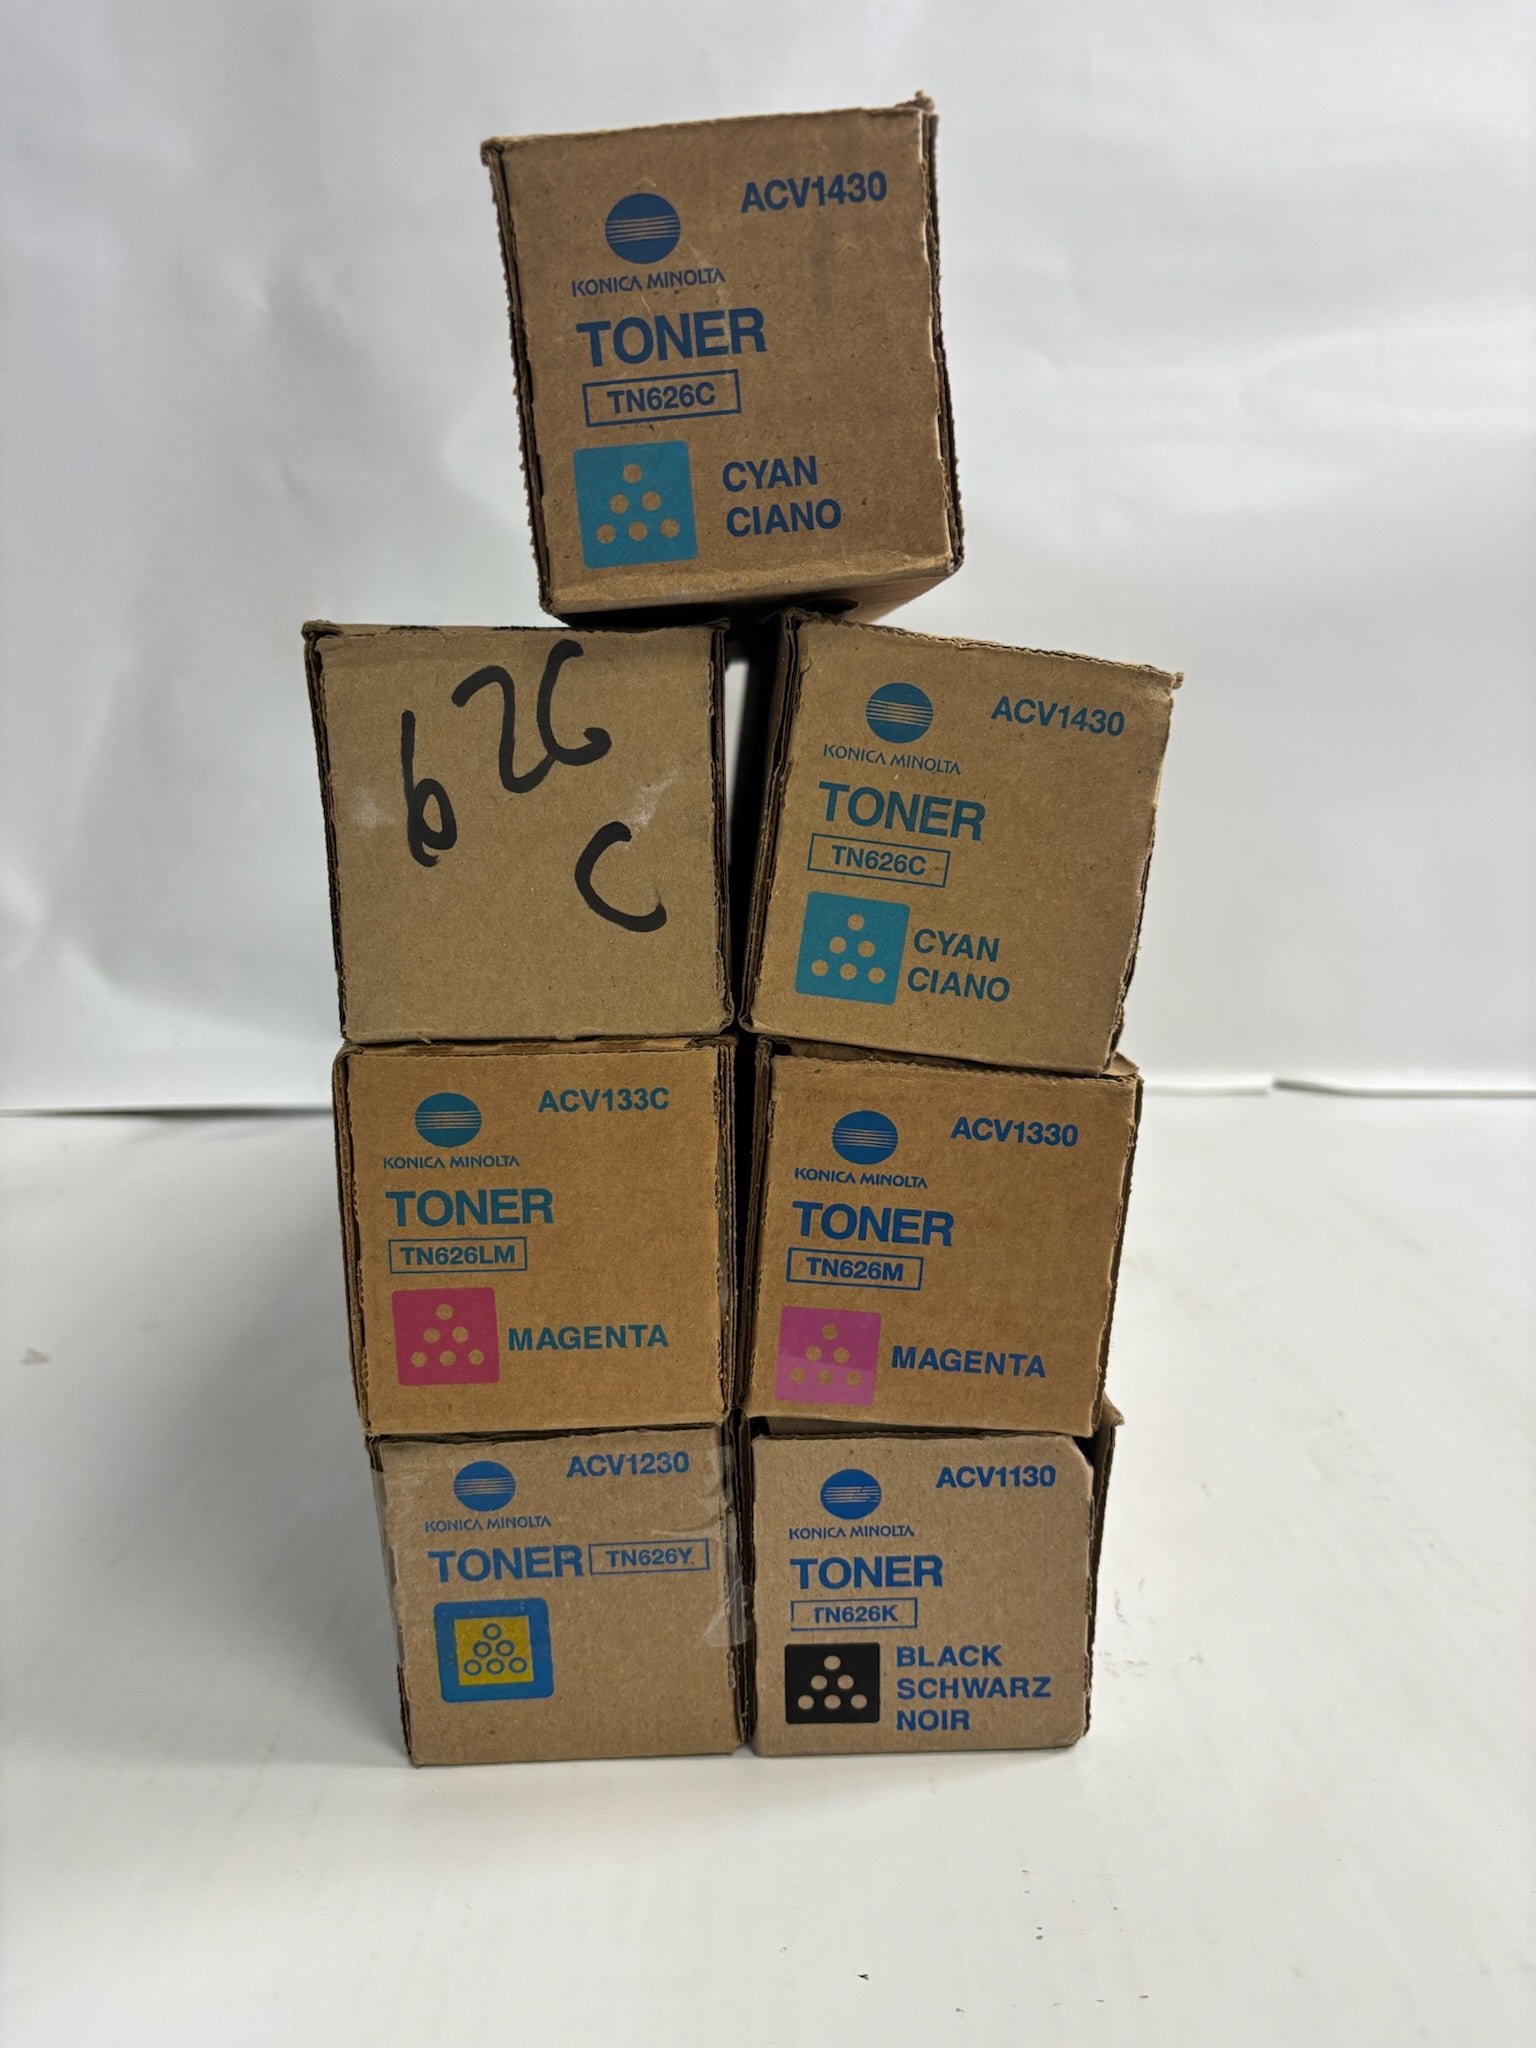 ACV1430
KONICA MINOLTA
TONER
TN626C
CYAN
CIANO
626
C
ACV1430
KONICA MINOLTA
TONER
TN626C
CYAN
CIANO
ACV133C
KONICA MINOLTA
TONER
TN626LM
MAGENTA
ACV1330
KONICA MINOLTA
TONER
TN626M
MAGENTA
ACV1230
KONICA MINOLTA
TONER TN626Y
ACV1130
KONICA MINOLTA
TONER
TN626K
BLACK
SCHWARZ
NOIR